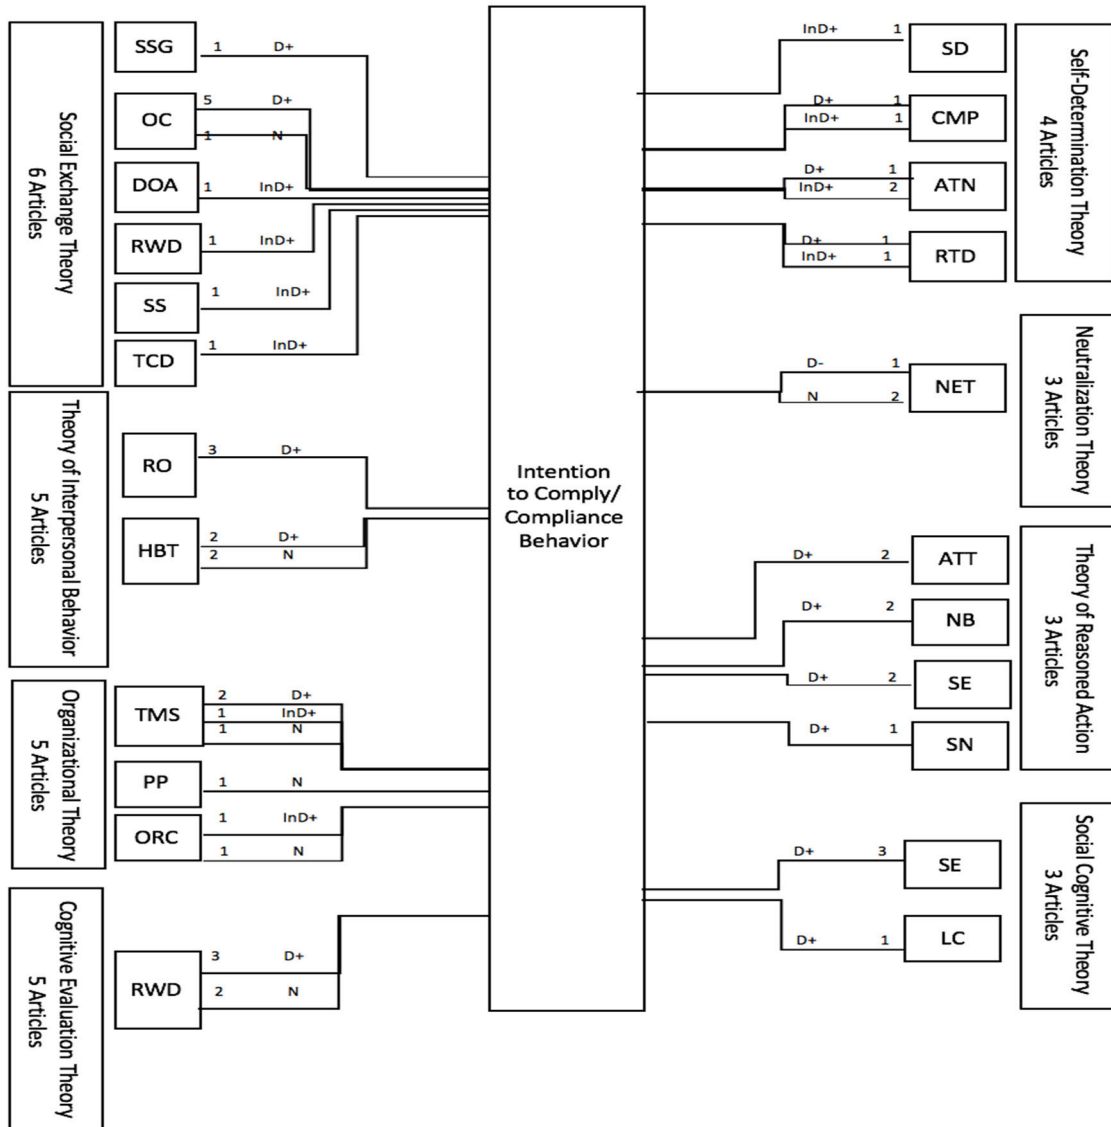 Social Exchange Theory
6 Articles
SSG
1 D+
OC
5 D+
1 N
DOA
1 InD+
RWD
1 InD+
SS
1 InD+
TCD
1 InD+
Theory of Interpersonal Behavior
5 Articles
RO
3 D+
HBT
2 D+
2 N
Organizational Theory
5 Articles
TMS
2 D+
1 InD+
1 N
PP
1 N
ORC
1 InD+
1 N
Cognitive Evaluation Theory
5 Articles
RWD
3 D+
2 N
Intention
to Comply/
Compliance
Behavior
InD+ 1
SD
D+ 1
InD+ 1
CMP
D+ 1
InD+ 2
ATN
D+ 1
InD+ 1
RTD
Self-Determination Theory
4 Articles
D- 1
N 2
NET
Neutralization Theory
3 Articles
D+ 2
ATT
D+ 2
NB
D+ 2
SE
D+ 1
SN
Theory of Reasoned Action
3 Articles
D+ 3
SE
D+ 1
LC
Social Cognitive Theory
3 Articles